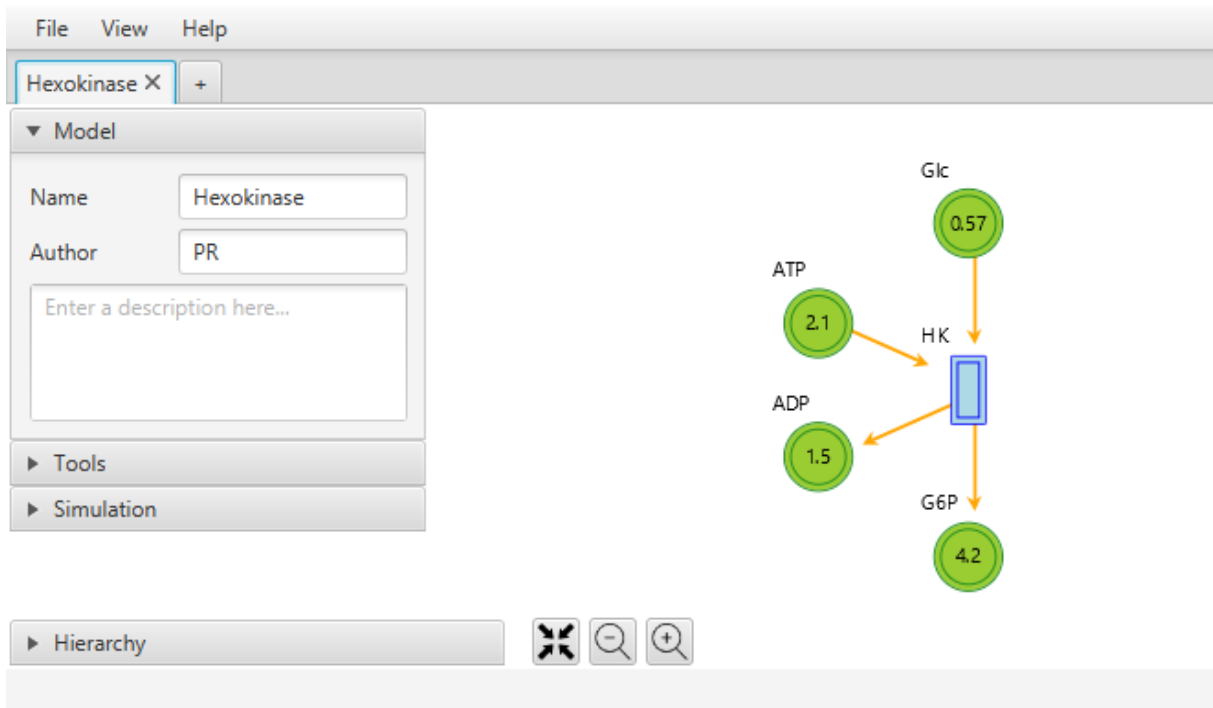 File View Help
Hexokinase ✕ +
▼ Model
Name Hexokinase
Author PR
Enter a description here...
▶ Tools
▶ Simulation
▶ Hierarchy
Glc
0.57
ATP
2.1
HK
ADP
1.5
G6P
4.2